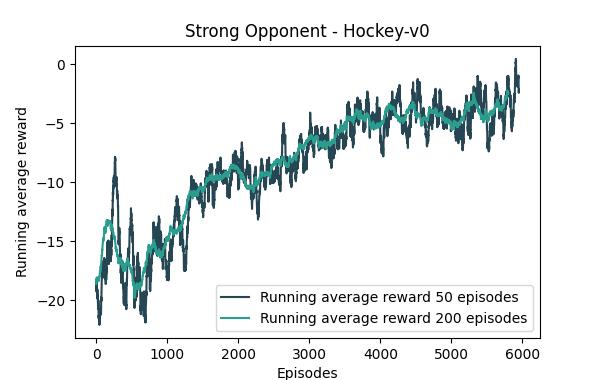 Strong Opponent - Hockey-v0
Running average reward
0
−5
−10
−15
−20
0
1000
2000
3000
4000
5000
6000
Episodes
Running average reward 50 episodes
Running average reward 200 episodes